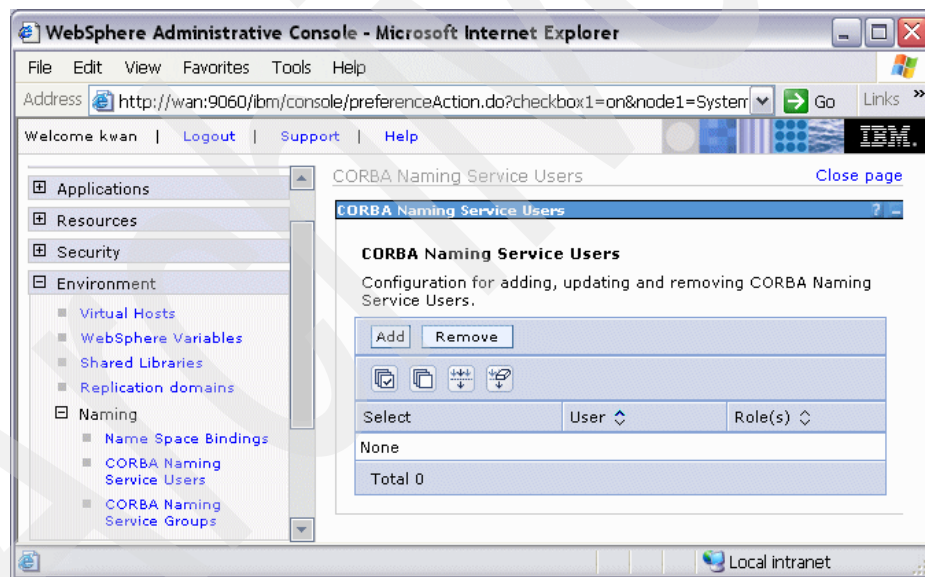 WebSphere Administrative Console - Microsoft Internet Explorer
File Edit View Favorites Tools Help
Address http://wan:9060/ibm/console/preferenceAction.do?checkbox1=on&node1=System Go Links »
Welcome kwan | Logout | Support | Help IBM.
Applications
Resources
Security
Environment
Virtual Hosts
WebSphere Variables
Shared Libraries
Replication domains
Naming
Name Space Bindings
CORBA Naming
Service Users
CORBA Naming
Service Groups
CORBA Naming Service Users Close page
CORBA Naming Service Users ? -
CORBA Naming Service Users
Configuration for adding, updating and removing CORBA Naming
Service Users.
Add Remove
Select User Role(s)
None
Total 0
Local intranet